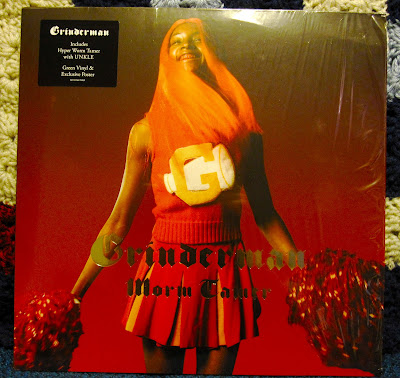 Grinderman
Includes
Hyper Worm Tamer
with UNKLE
Green Vinyl &
Exclusive Poster
G
Grinderman
Worm Tamer